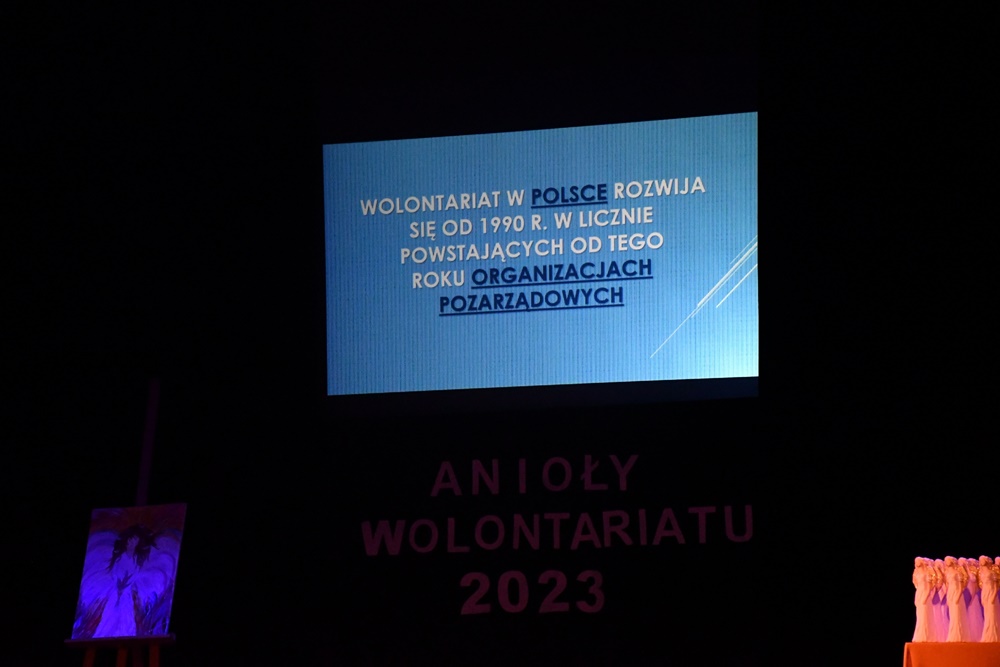 WOLONTARIAT W POLSCE ROZWIJA
SIĘ OD 1990 R. W LICZNIE
POWSTAJĄCYCH OD TEGO
ROKU ORGANIZACJACH
POZARZĄDOWYCH
ANIOŁY
WOLONTARIATU
2023